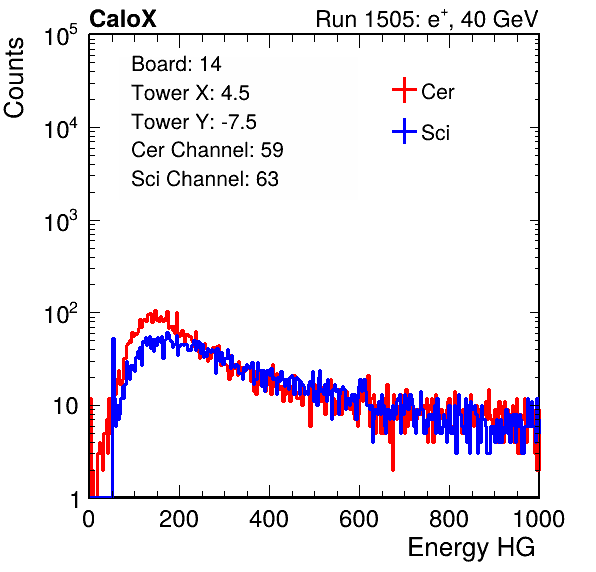 CaloX Run 1505: e⁺, 40 GeV
Counts
Board: 14
Tower X: 4.5
Tower Y: -7.5
Cer Channel: 59
Sci Channel: 63
Cer
Sci
10⁵
10⁴
10³
10²
10
1
0 200 400 600 800 1000
Energy HG